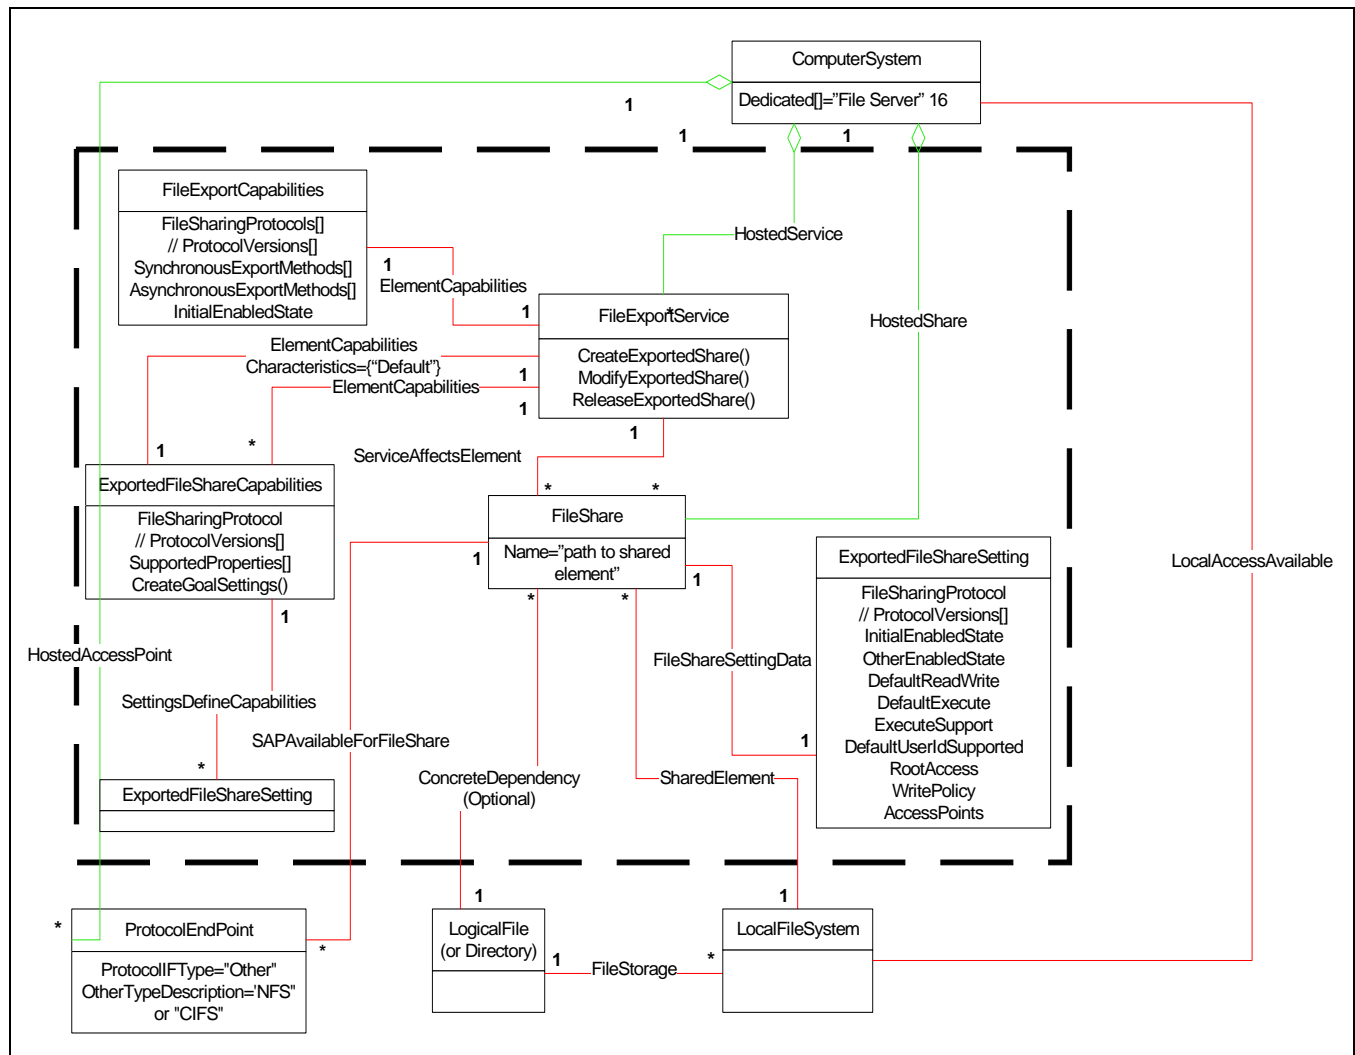 ComputerSystem
Dedicated[]="File Server" 16
1
1
1
FileExportCapabilities
FileSharingProtocols[]
// ProtocolVersions[]
SynchronousExportMethods[]
AsynchronousExportMethods[]
InitialEnabledState
HostedService
1
ElementCapabilities
1
FileExportService
*
CreateExportedShare()
ModifyExportedShare()
ReleaseExportedShare()
HostedShare
ElementCapabilities
Characteristics={“Default”}
1
ElementCapabilities
1
1
1
*
ServiceAffectsElement
ExportedFileShareCapabilities
FileSharingProtocol
// ProtocolVersions[]
SupportedProperties[]
CreateGoalSettings()
1
*
*
FileShare
Name=”path to shared
element”
1
1
*
*
ExportedFileShareSetting
FileSharingProtocol
// ProtocolVersions[]
InitialEnabledState
OtherEnabledState
DefaultReadWrite
DefaultExecute
ExecuteSupport
DefaultUserIdSupported
RootAccess
WritePolicy
AccessPoints
LocalAccessAvailable
HostedAccessPoint
FileShareSettingData
1
SettingsDefineCapabilities
SAPAvailableForFileShare
*
ExportedFileShareSetting
ConcreteDependency
(Optional)
SharedElement
1
1
*
ProtocolEndPoint
*
ProtocolIFType="Other"
OtherTypeDescription='NFS"
or "CIFS"
LogicalFile
(or Directory)
1
FileStorage
*
LocalFileSystem